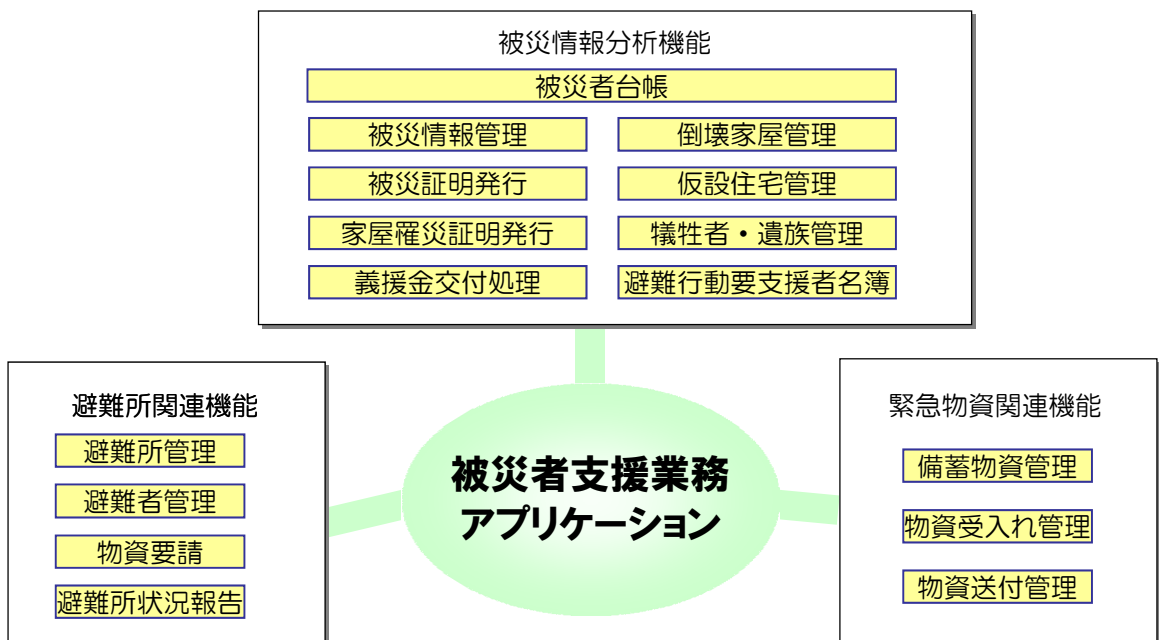 被災情報分析機能
被災者台帳
被災情報管理
倒壊家屋管理
被災証明発行
仮設住宅管理
家屋罹災証明発行
犠牲者・遺族管理
義援金交付処理
避難行動要支援者名簿
避難所関連機能
避難所管理
避難者管理
物資要請
避難所状況報告
被災者支援業務
アプリケーション
緊急物資関連機能
備蓄物資管理
物資受入れ管理
物資送付管理